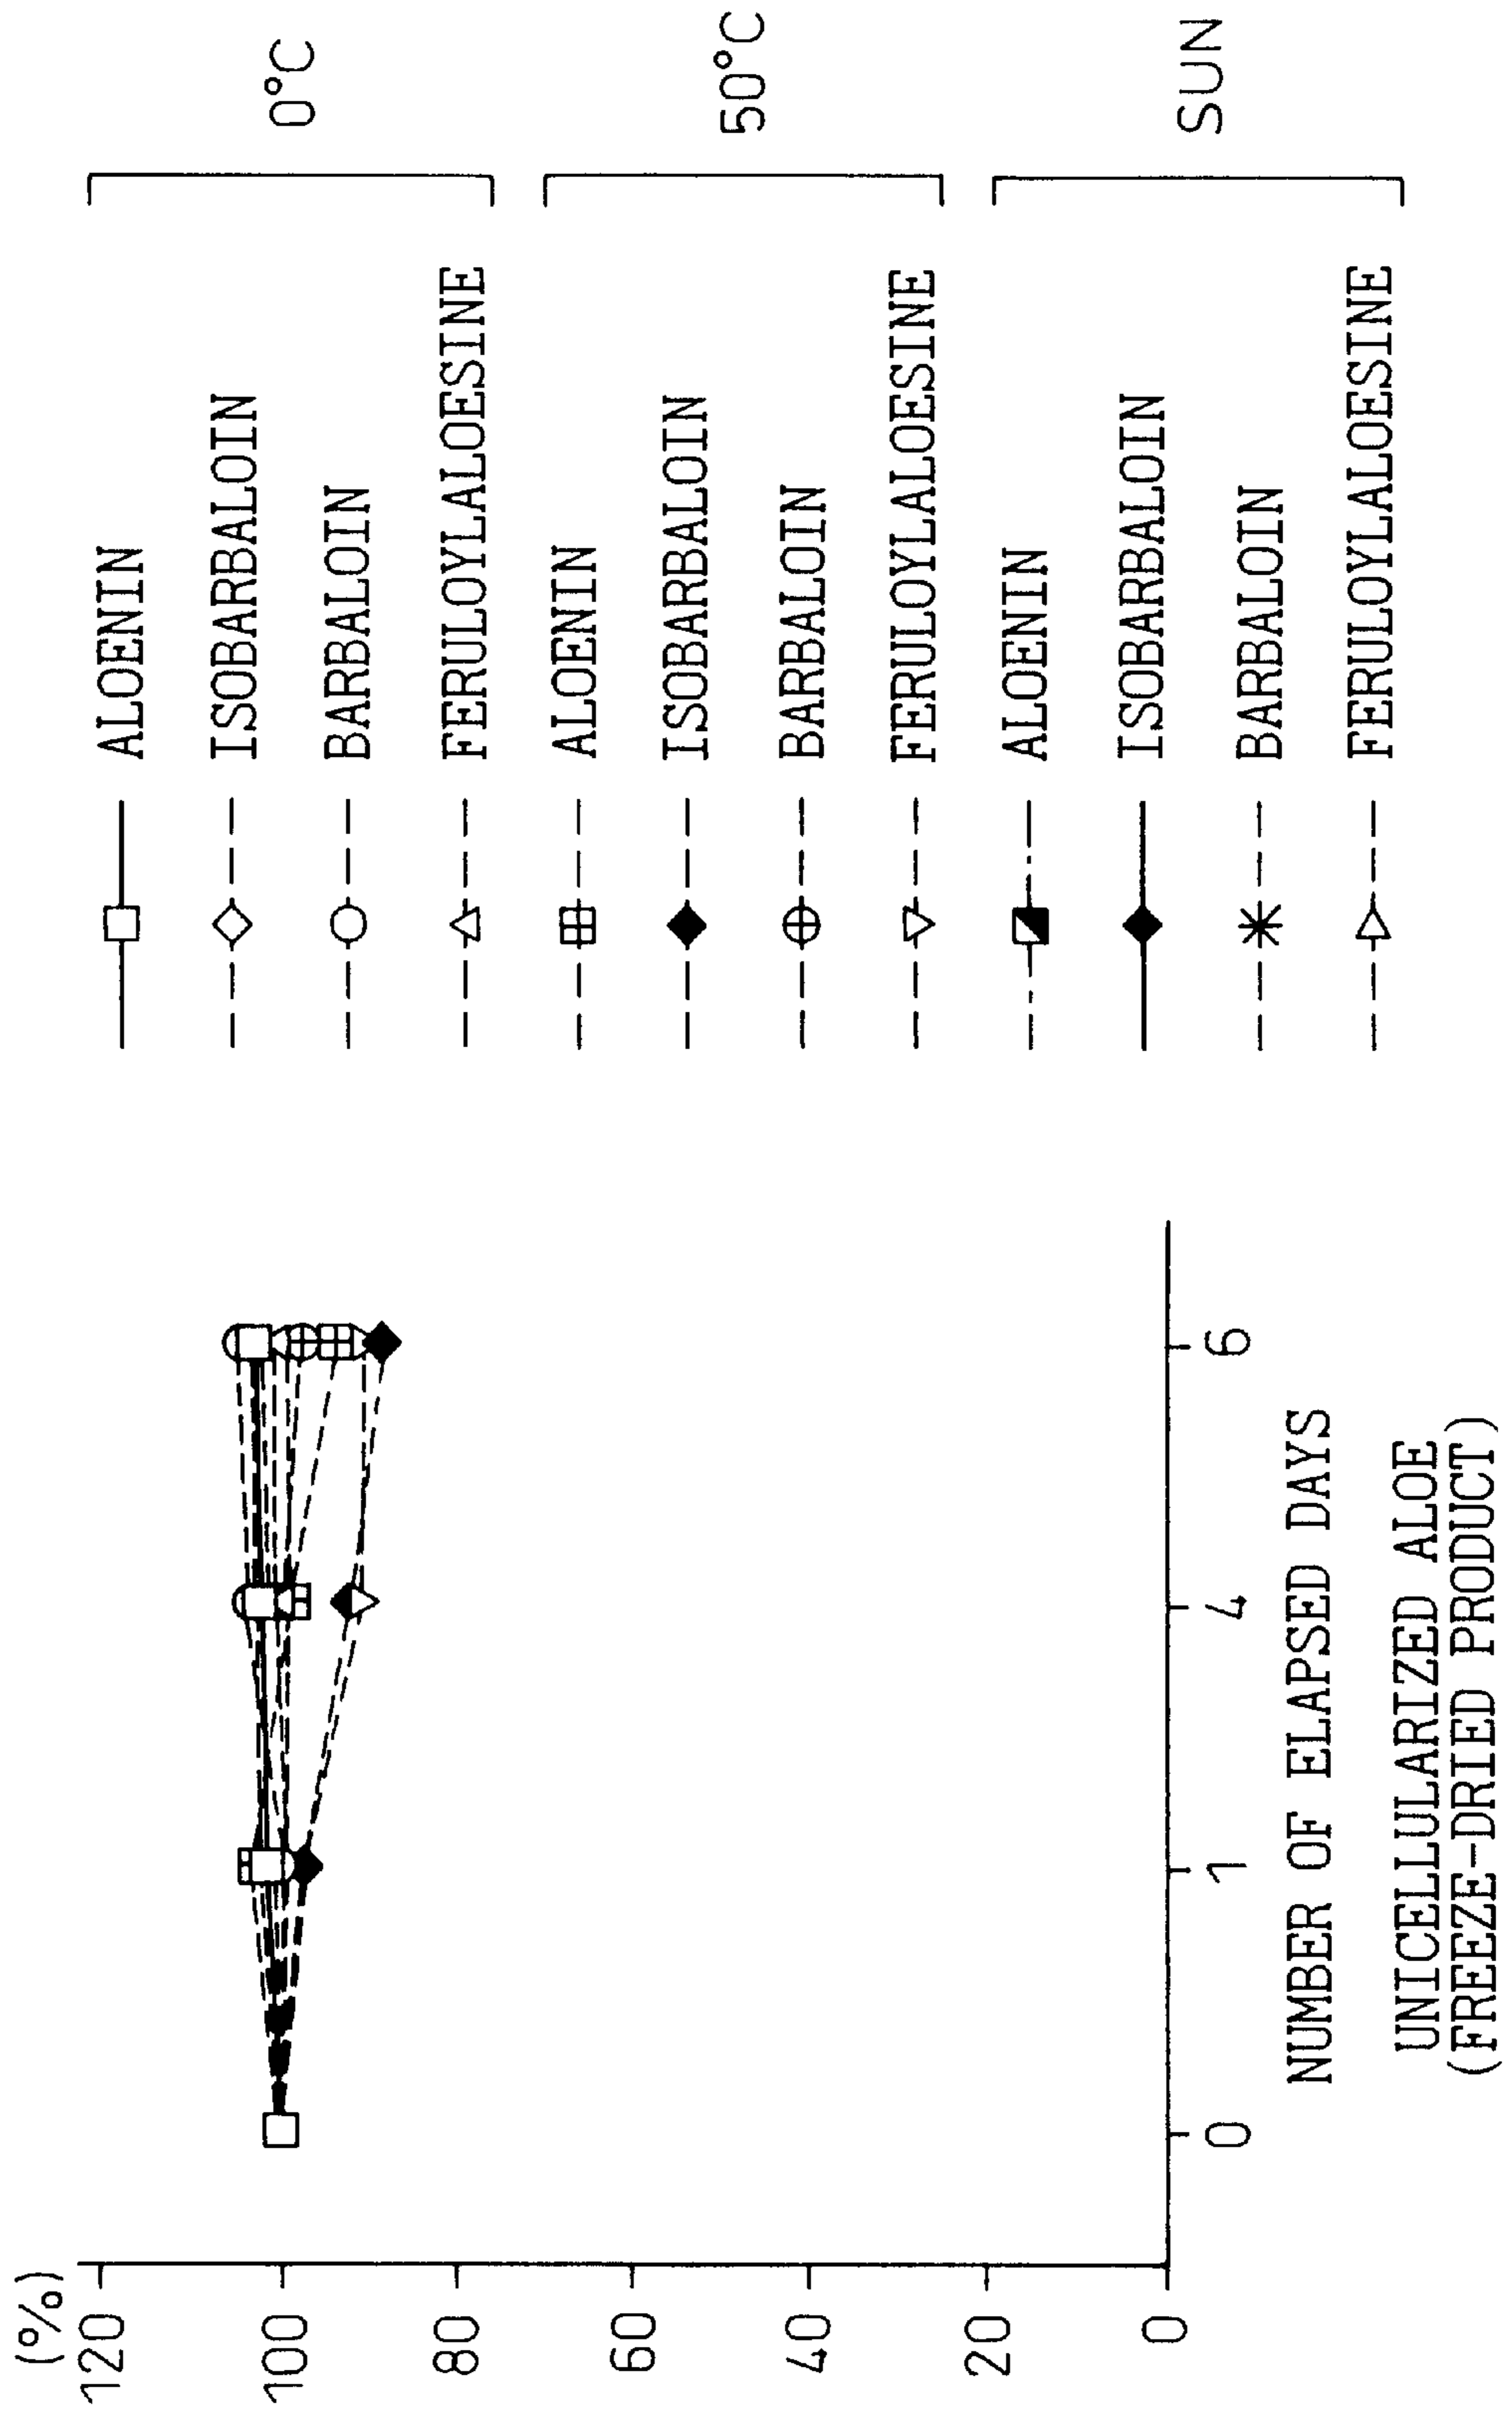 (%)
120
100
80
60
40
20
0
0
1
4
6
NUMBER OF ELAPSED DAYS
UNICELLULARIZED ALOE
(FREEZE-DRIED PRODUCT)
ALOENIN
ISOBARBALOIN
BARBALOIN
FERULOYLALOESINE
0°C
ALOENIN
ISOBARBALOIN
BARBALOIN
FERULOYLALOESINE
50°C
ALOENIN
ISOBARBALOIN
BARBALOIN
FERULOYLALOESINE
SUN